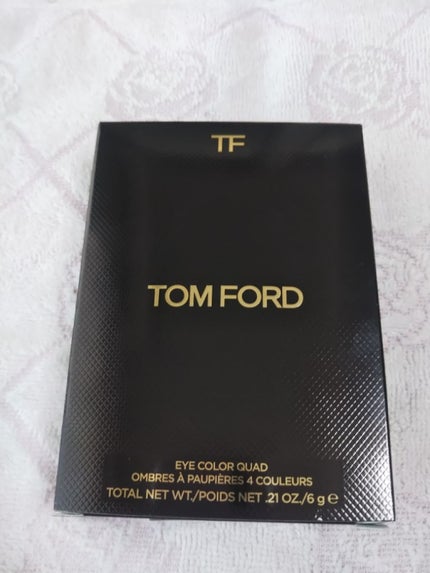 TF
TOM FORD
EYE COLOR QUAD
OMBRES À PAUPIÈRES 4 COULEURS
TOTAL NET WT./POIDS NET .21 OZ./6 g ℮